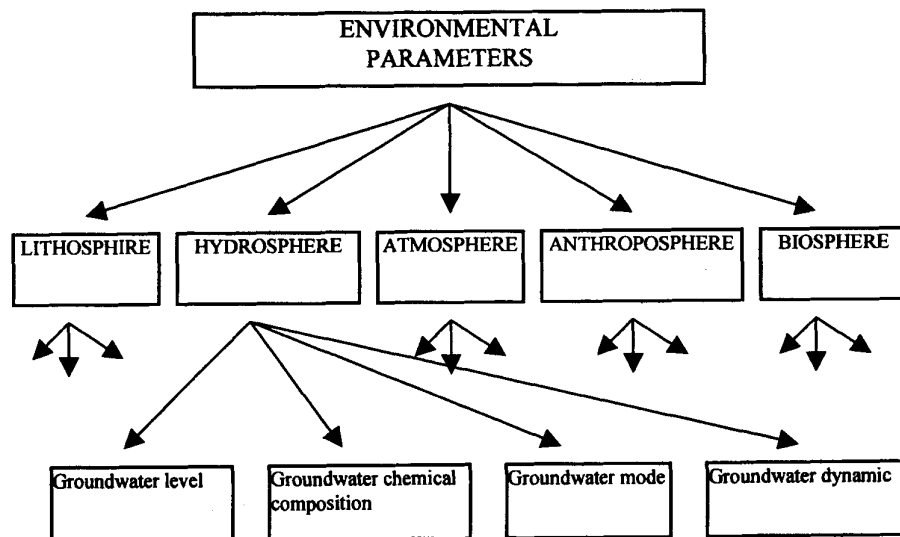 ENVIRONMENTAL
PARAMETERS
LITHOSPHIRE
HYDROSPHERE
ATMOSPHERE
ANTHROPOSPHERE
BIOSPHERE
Groundwater level
Groundwater chemical
composition
Groundwater mode
Groundwater dynamic